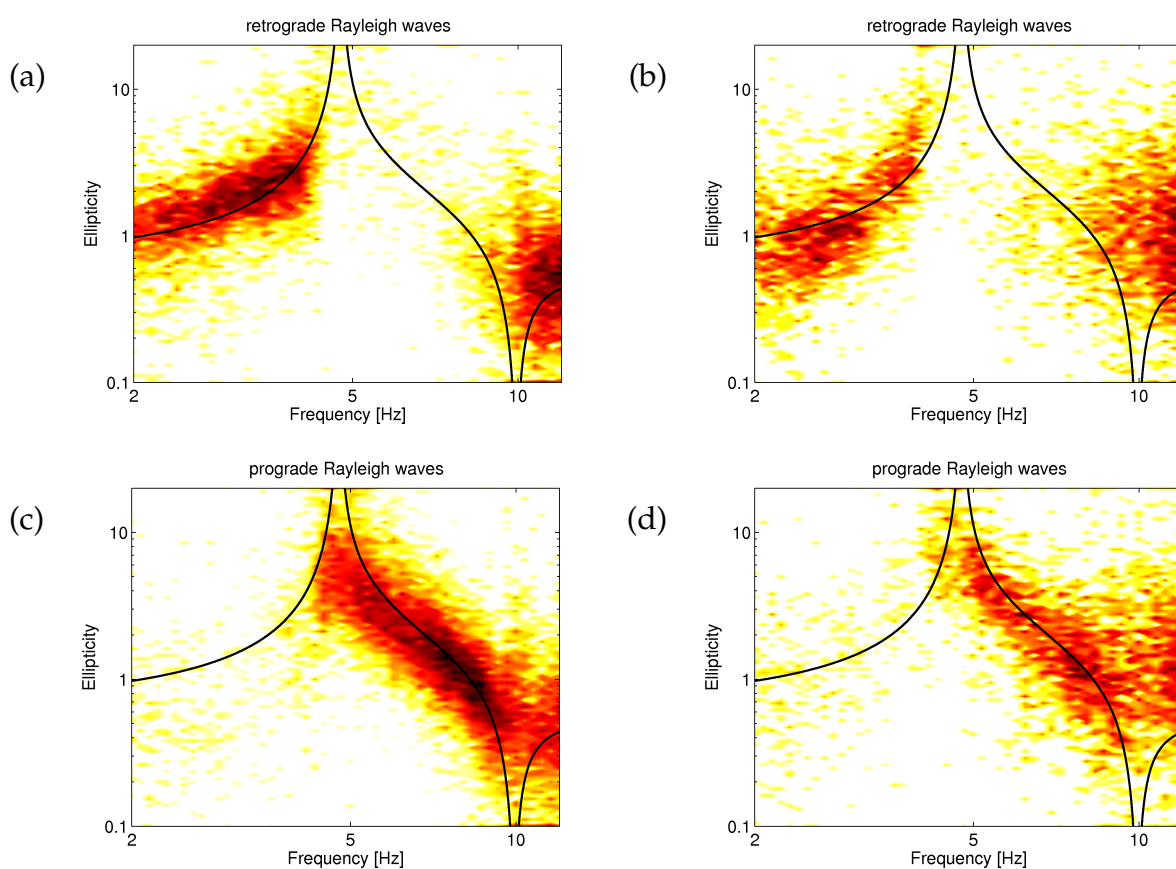 retrograde Rayleigh waves
(a)
10
1
0.1
Ellipticity
2
5
10
Frequency [Hz]
retrograde Rayleigh waves
(b)
10
1
0.1
Ellipticity
2
5
10
Frequency [Hz]
prograde Rayleigh waves
(c)
10
1
0.1
Ellipticity
2
5
10
Frequency [Hz]
prograde Rayleigh waves
(d)
10
1
0.1
Ellipticity
2
5
10
Frequency [Hz]